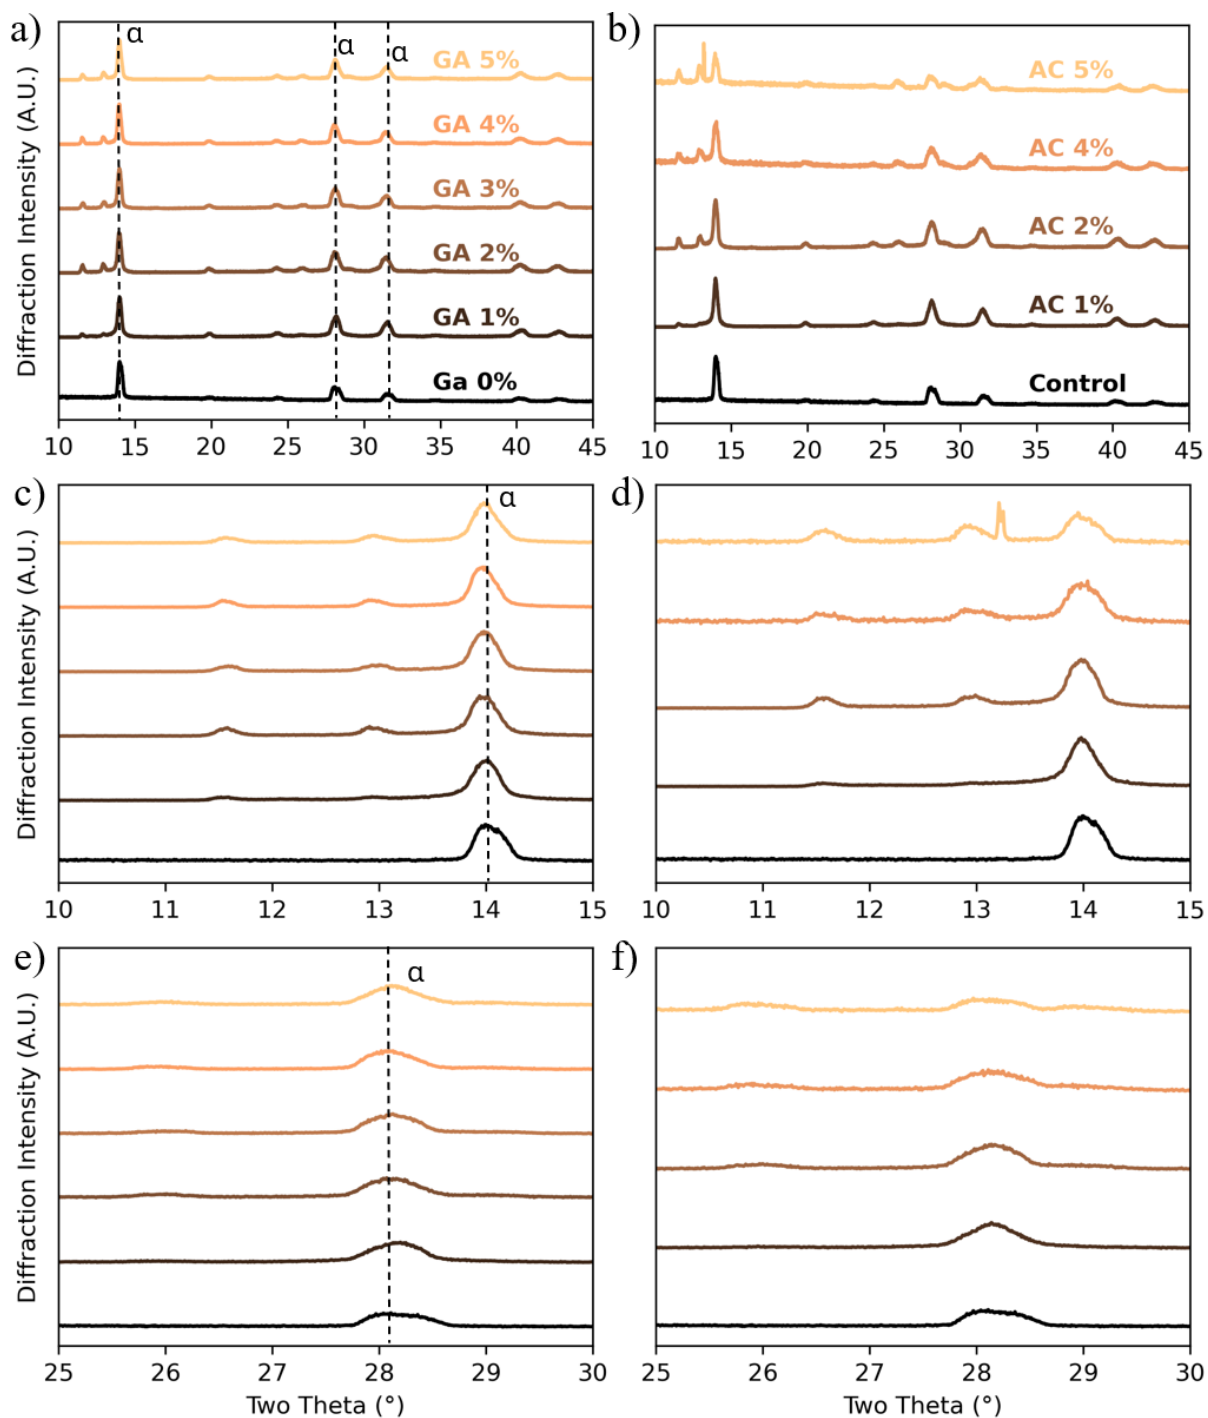 a)
α
α
α
GA 5%
GA 4%
GA 3%
GA 2%
GA 1%
Ga 0%
Diffraction Intensity (A.U.)
10 15 20 25 30 35 40 45
b)
AC 5%
AC 4%
AC 2%
AC 1%
Control
10 15 20 25 30 35 40 45
c)
α
Diffraction Intensity (A.U.)
10 11 12 13 14 15
d)
10 11 12 13 14 15
e)
α
Diffraction Intensity (A.U.)
25 26 27 28 29 30
Two Theta (°)
f)
25 26 27 28 29 30
Two Theta (°)